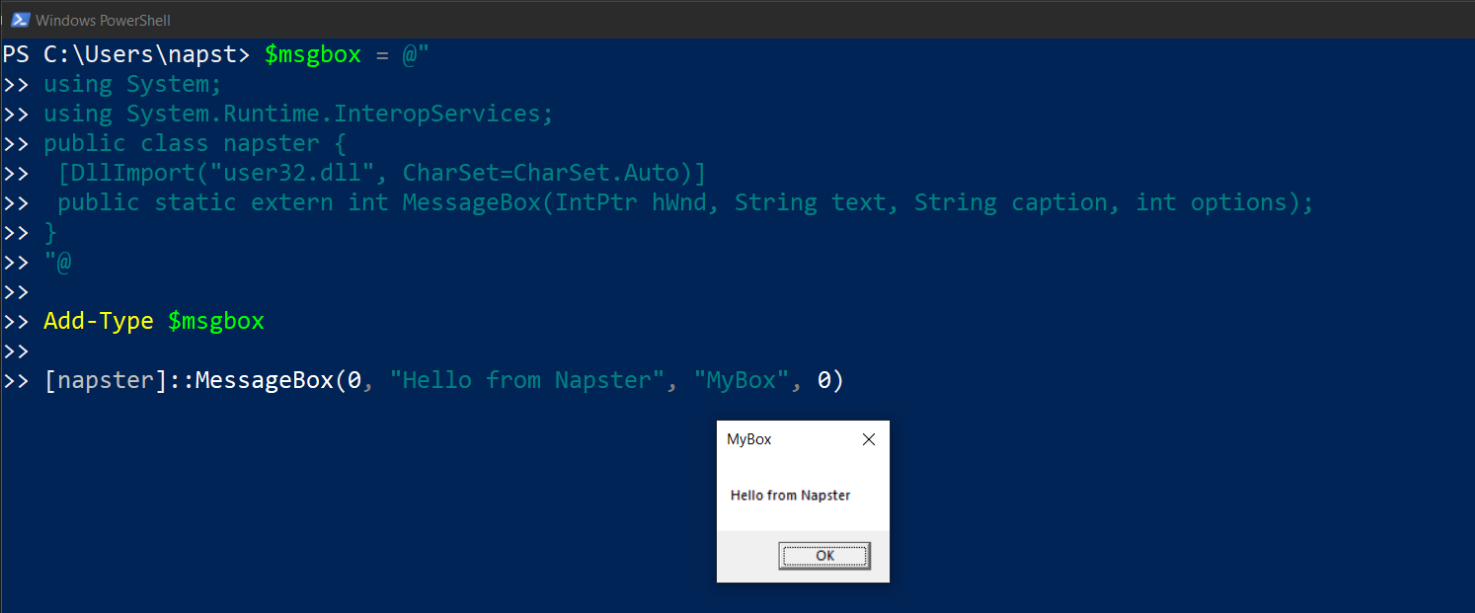 Windows PowerShell
PS C:\Users\napst> $msgbox = @"
>> using System;
>> using System.Runtime.InteropServices;
>> public class napster {
>>  [DllImport("user32.dll", CharSet=CharSet.Auto)]
>>  public static extern int MessageBox(IntPtr hWnd, String text, String caption, int options);
>> }
>> "@
>>
>> Add-Type $msgbox
>>
>> [napster]::MessageBox(0, "Hello from Napster", "MyBox", 0)
MyBox
Hello from Napster
OK